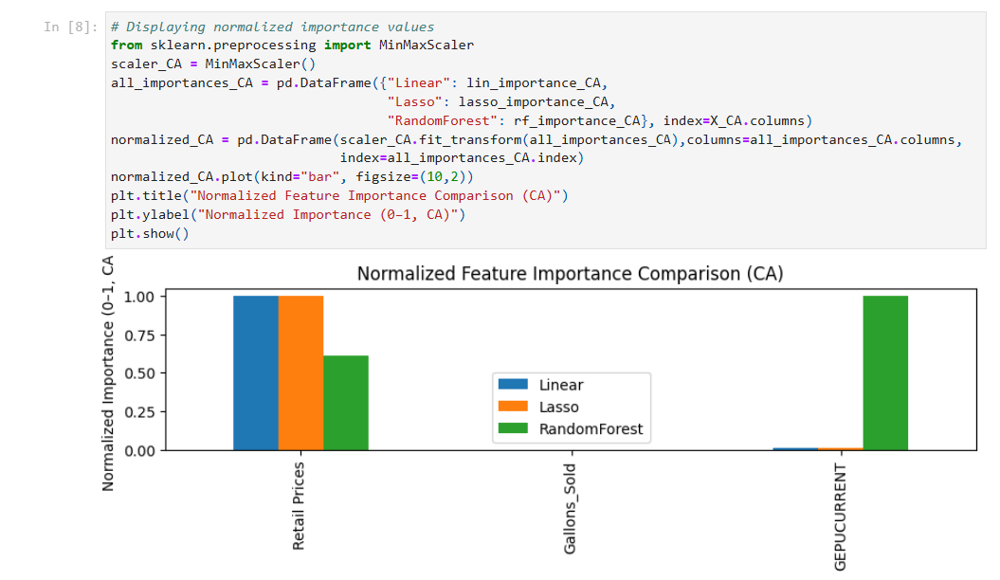 In [8]:
# Displaying normalized importance values
from sklearn.preprocessing import MinMaxScaler
scaler_CA = MinMaxScaler()
all_importances_CA = pd.DataFrame({"Linear": lin_importance_CA,
"Lasso": lasso_importance_CA,
"RandomForest": rf_importance_CA}, index=X_CA.columns)
normalized_CA = pd.DataFrame(scaler_CA.fit_transform(all_importances_CA),columns=all_importances_CA.columns,
index=all_importances_CA.index)
normalized_CA.plot(kind="bar", figsize=(10,2))
plt.title("Normalized Feature Importance Comparison (CA)")
plt.ylabel("Normalized Importance (0–1, CA)")
plt.show()
Normalized Feature Importance Comparison (CA)
Normalized Importance (0–1, CA
1.00
0.75
0.50
0.25
0.00
Linear
Lasso
RandomForest
Retail Prices
Gallons_Sold
GEPUCURRENT